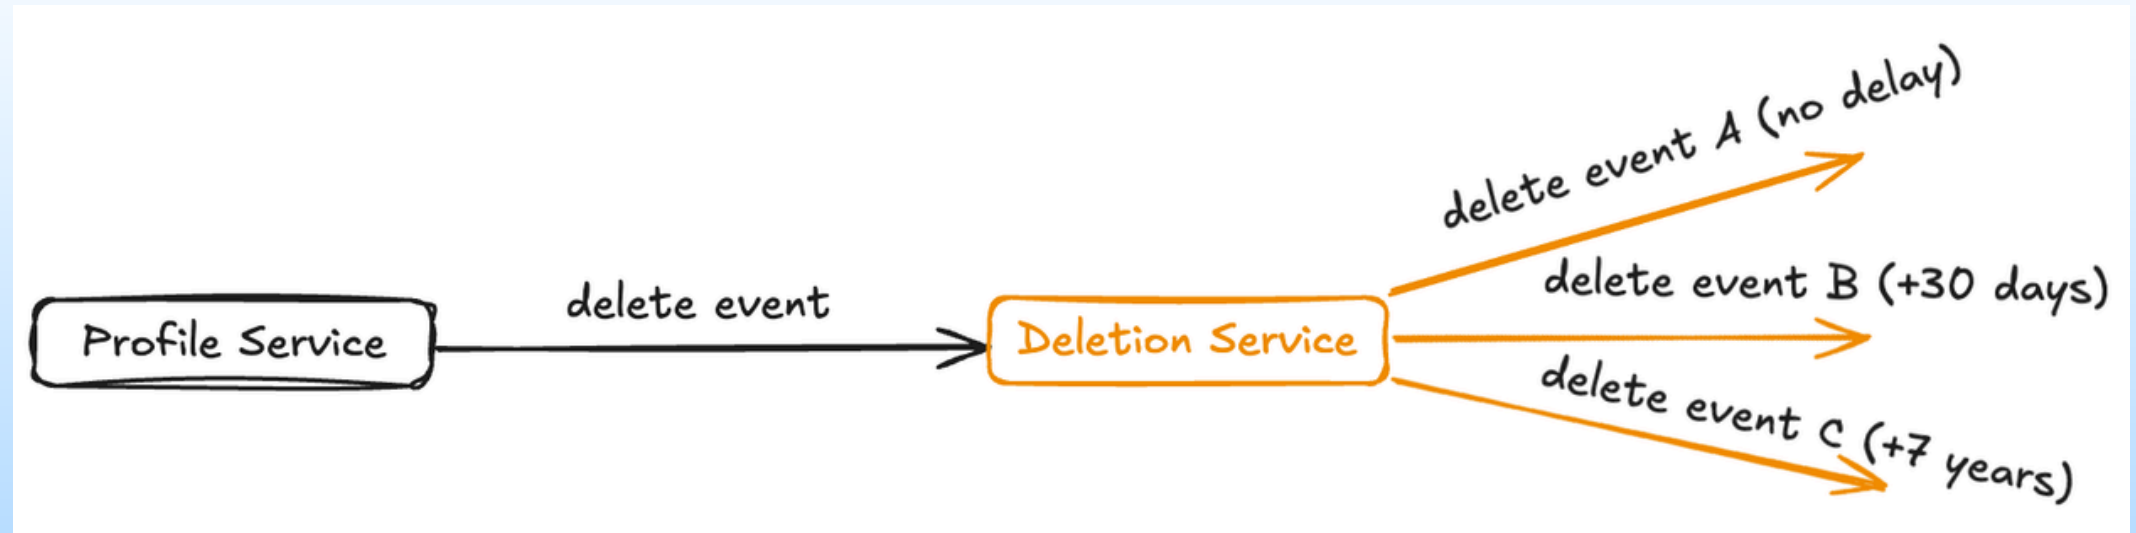 Profile Service
delete event
Deletion Service
delete event A (no delay)
delete event B (+30 days)
delete event C (+7 years)